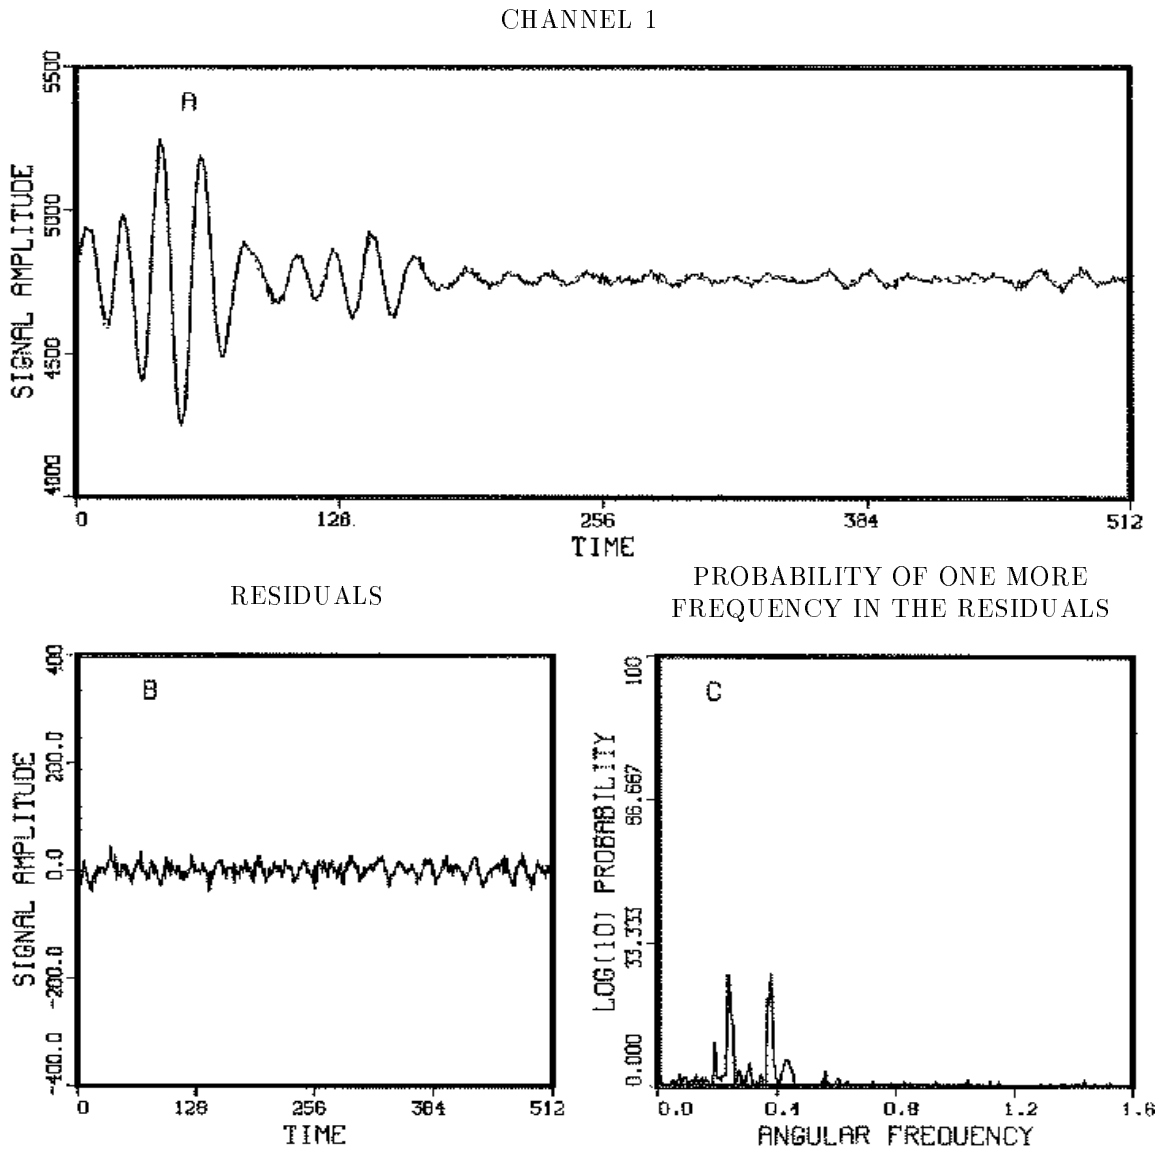 CHANNEL 1
A
SIGNAL AMPLITUDE
5500
5000
4500
4000
0 128. 256 384 512
TIME
RESIDUALS
B
SIGNAL AMPLITUDE
400
200.0
0.0
-200.0
-400.0
0 128 256 384 512
TIME
PROBABILITY OF ONE MORE
FREQUENCY IN THE RESIDUALS
C
LOG(10) PROBABILITY
100
66.667
33.333
0.000
0.0 0.4 0.8 1.2 1.6
ANGULAR FREQUENCY